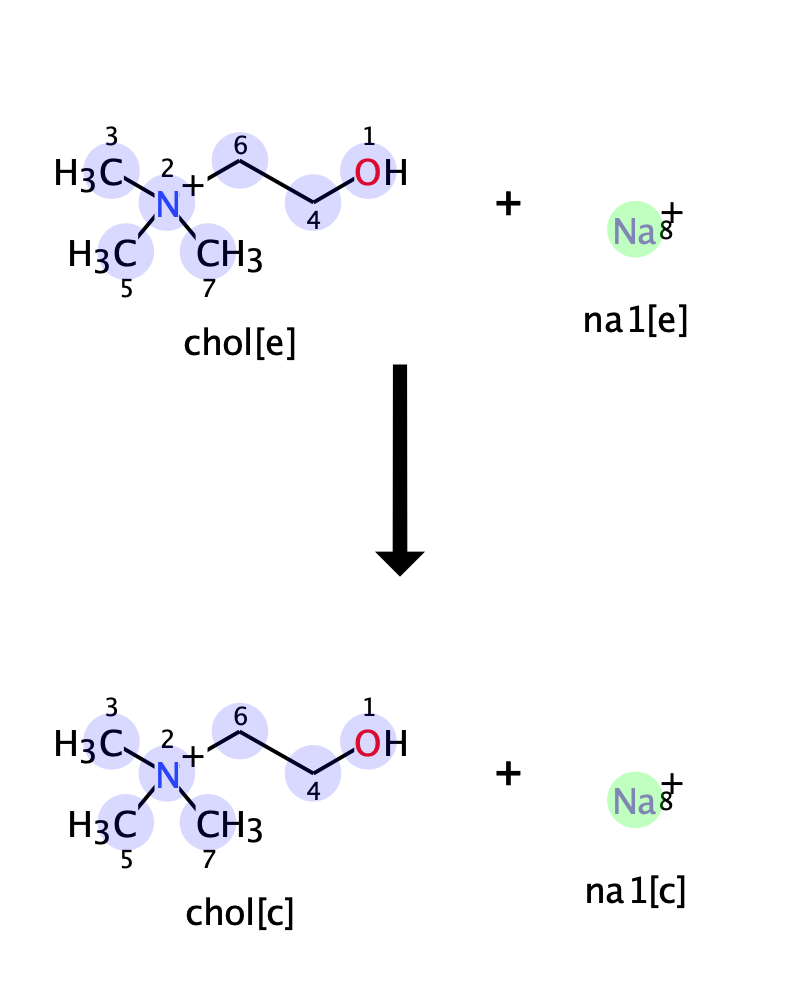 3 6 1
H3C 2 + OH
N 4 + Na+ 8
H3C CH3
5 7
chol[e] na1[e]
3 6 1
H3C 2 + OH
N 4 + Na+ 8
H3C CH3
5 7
chol[c] na1[c]